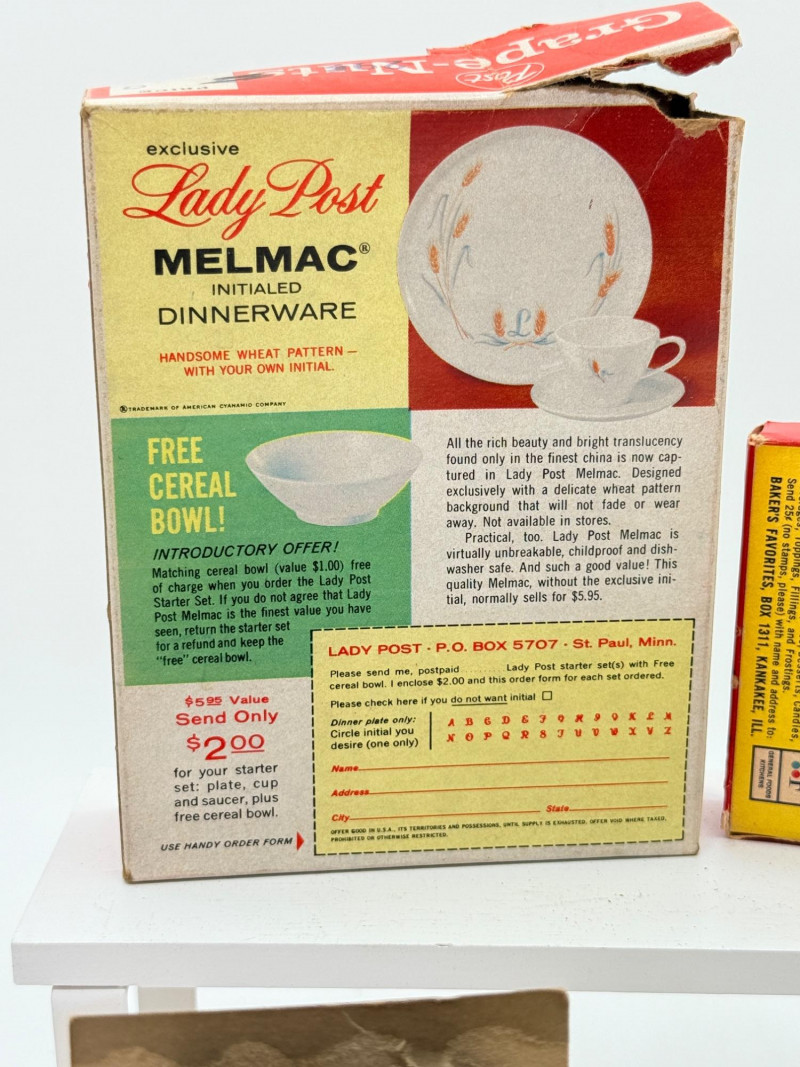 Grape-Nuts
Post
exclusive
Lady Post
MELMAC®
INITIALED
DINNERWARE
HANDSOME WHEAT PATTERN —
WITH YOUR OWN INITIAL.
®TRADEMARK OF AMERICAN CYANAMID COMPANY
L
FREE
CEREAL
BOWL!
INTRODUCTORY OFFER!
Matching cereal bowl (value $1.00) free
of charge when you order the Lady Post
Starter Set. If you do not agree that Lady
Post Melmac is the finest value you have
seen, return the starter set
for a refund and keep the
"free" cereal bowl.
All the rich beauty and bright translucency
found only in the finest china is now cap-
tured in Lady Post Melmac. Designed
exclusively with a delicate wheat pattern
background that will not fade or wear
away. Not available in stores.
Practical, too. Lady Post Melmac is
virtually unbreakable, childproof and dish-
washer safe. And such a good value! This
quality Melmac, without the exclusive ini-
tial, normally sells for $5.95.
$5.95 Value
Send Only
$2.00
for your starter
set: plate, cup
and saucer, plus
free cereal bowl.
USE HANDY ORDER FORM
LADY POST · P.O. BOX 5707 · St. Paul, Minn.
Please send me, postpaid ........ Lady Post starter set(s) with Free
cereal bowl. I enclose $2.00 and this order form for each set ordered.
Please check here if you do not want initial
Dinner plate only:
Circle initial you
desire (one only)
A B C D E F G H I J K L M
N O P Q R S T U V W X Y Z
Name
Address
City State
OFFER GOOD IN U.S.A., ITS TERRITORIES AND POSSESSIONS, UNTIL SUPPLY IS EXHAUSTED. OFFER VOID WHERE TAXED,
PROHIBITED OR OTHERWISE RESTRICTED.
Toppings, Fillings, and Frostings.
Send 25¢ (no stamps, please) with name and address to:
BAKER'S FAVORITES, BOX 1311, KANKAKEE, ILL.
GENERAL FOODS
KITCHENS